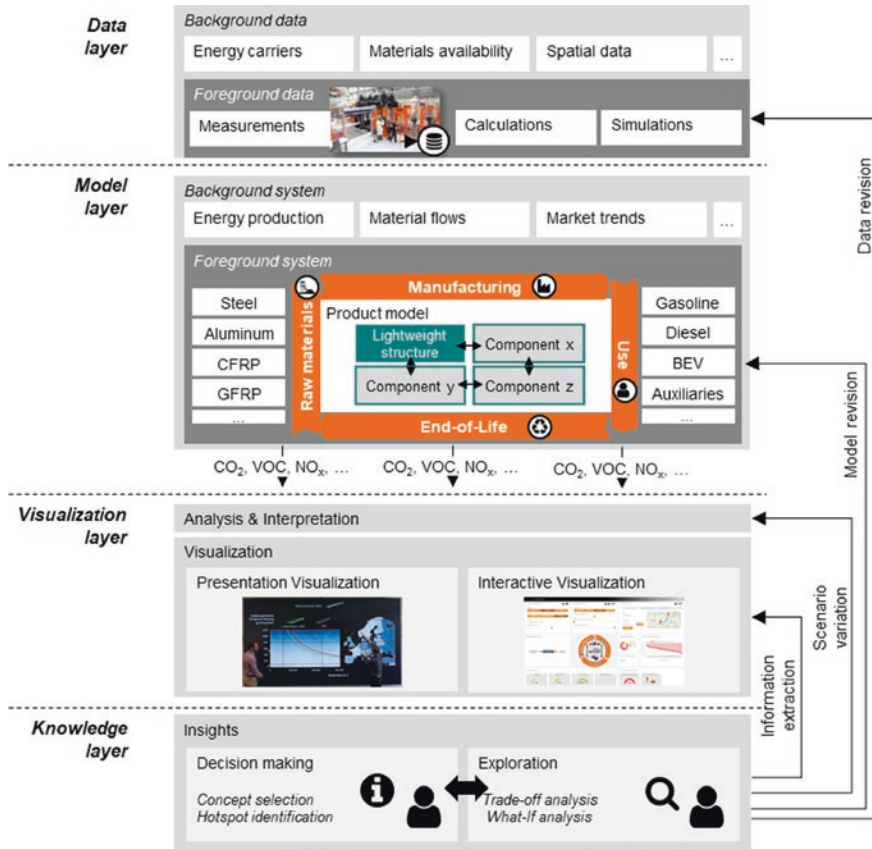 Data
layer
Background data
Energy carriers
Materials availability
Spatial data
...
Foreground data
Measurements
Calculations
Simulations
Model
layer
Background system
Energy production
Material flows
Market trends
...
Foreground system
Steel
Aluminum
CFRP
GFRP
...
Raw materials
Manufacturing
Product model
Lightweight
structure
Component x
Component y
Component z
End-of-Life
Use
Gasoline
Diesel
BEV
Auxiliaries
...
CO₂, VOC, NOₓ, ...
CO₂, VOC, NOₓ, ...
CO₂, VOC, NOₓ, ...
Visualization
layer
Analysis & Interpretation
Visualization
Presentation Visualization
Interactive Visualization
Knowledge
layer
Insights
Decision making
Concept selection
Hotspot identification
Exploration
Trade-off analysis
What-If analysis
Information
extraction
Scenario
variation
Model revision
Data revision